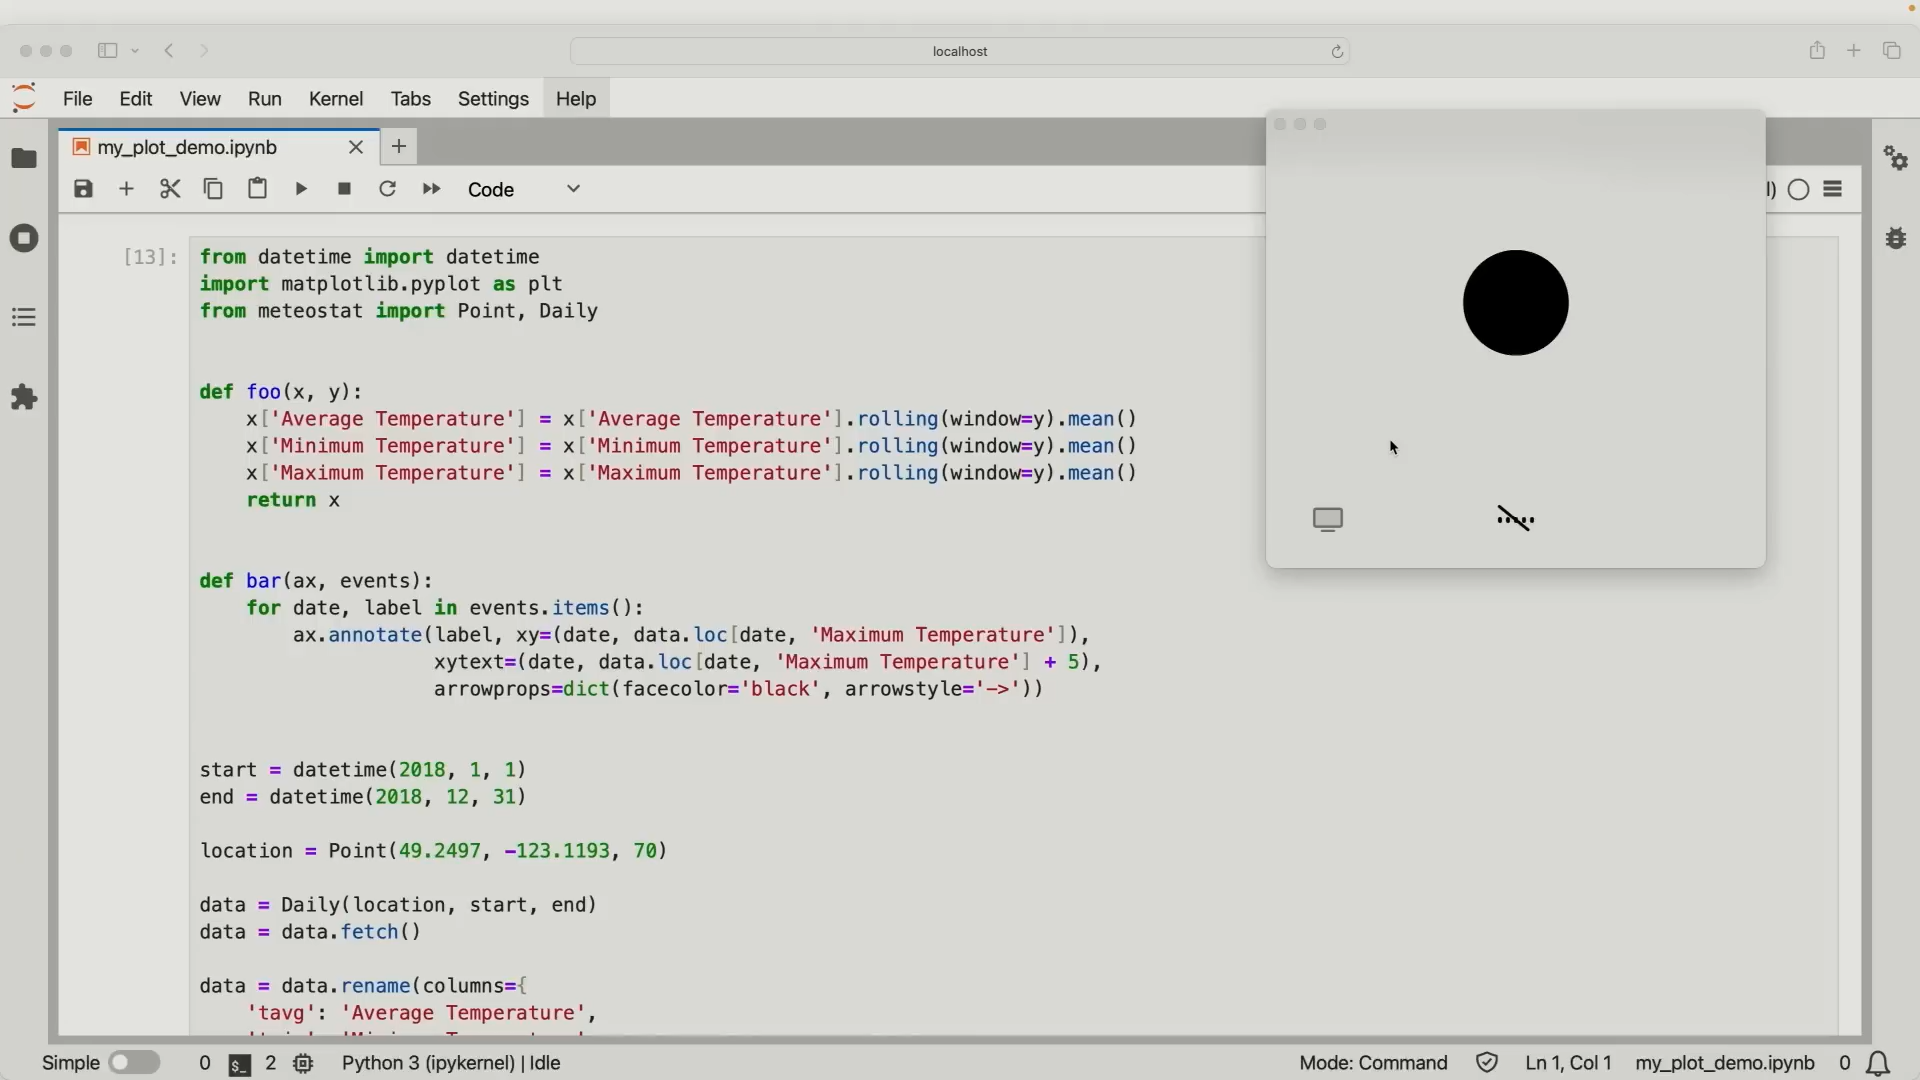 localhost
File Edit View Run Kernel Tabs Settings Help
my_plot_demo.ipynb
Code
[13]:
from datetime import datetime
import matplotlib.pyplot as plt
from meteostat import Point, Daily
def foo(x, y):
    x['Average Temperature'] = x['Average Temperature'].rolling(window=y).mean()
    x['Minimum Temperature'] = x['Minimum Temperature'].rolling(window=y).mean()
    x['Maximum Temperature'] = x['Maximum Temperature'].rolling(window=y).mean()
    return x
def bar(ax, events):
    for date, label in events.items():
        ax.annotate(label, xy=(date, data.loc[date, 'Maximum Temperature']),
                    xytext=(date, data.loc[date, 'Maximum Temperature'] + 5),
                    arrowprops=dict(facecolor='black', arrowstyle='->'))
start = datetime(2018, 1, 1)
end = datetime(2018, 12, 31)
location = Point(49.2497, -123.1193, 70)
data = Daily(location, start, end)
data = data.fetch()
data = data.rename(columns={
    'tavg': 'Average Temperature',
Simple 0 2 Python 3 (ipykernel) | Idle Mode: Command Ln 1, Col 1 my_plot_demo.ipynb 0